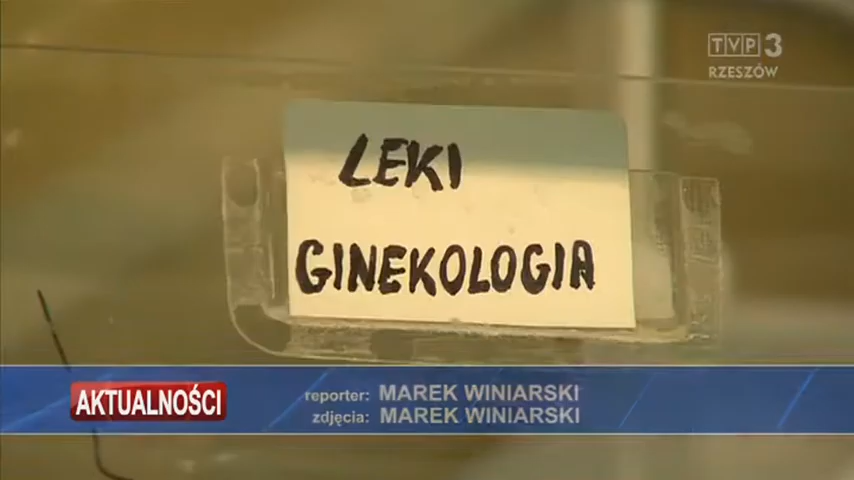 TVP3
RZESZÓW
LEKI
GINEKOLOGIA
AKTUALNOŚCI
reporter: MAREK WINIARSKI
zdjęcia: MAREK WINIARSKI